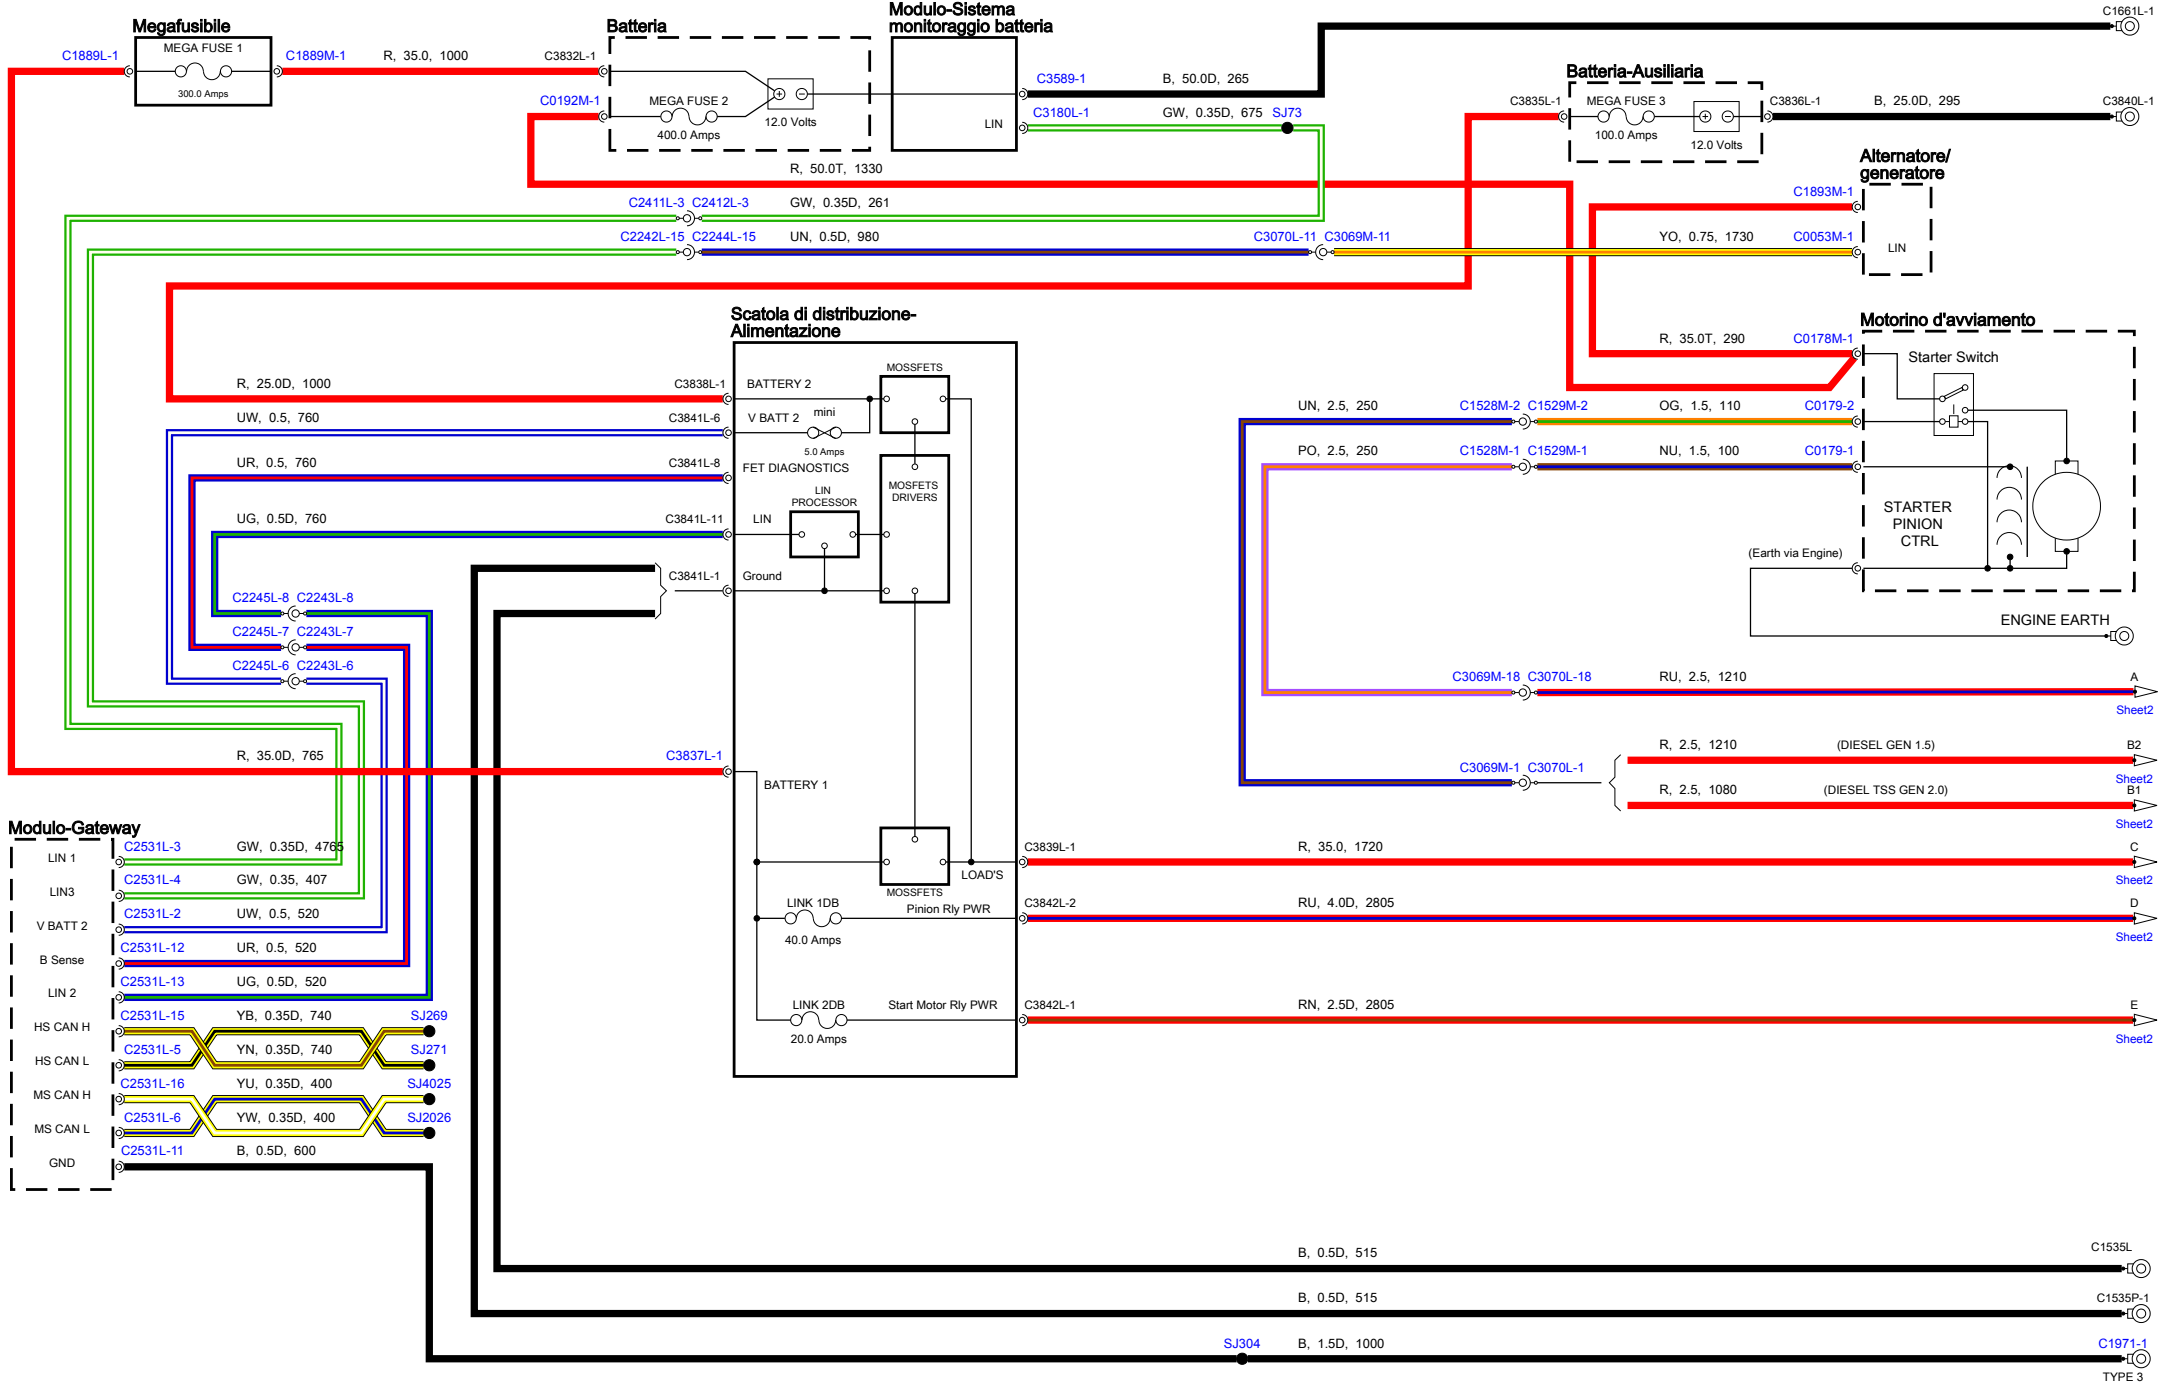 Megafusibile
C1889L-1
MEGA FUSE 1
300.0 Amps
C1889M-1
R, 35.0, 1000
Batteria
C3832L-1
C0192M-1
MEGA FUSE 2
400.0 Amps
12.0 Volts
Modulo-Sistema
monitoraggio batteria
LIN
C3589-1
B, 50.0D, 265
C3180L-1
GW, 0.35D, 675
SJ73
C1661L-1
Batteria-Ausiliaria
C3835L-1
MEGA FUSE 3
100.0 Amps
12.0 Volts
C3836L-1
B, 25.0D, 295
C3840L-1
R, 50.0T, 1330
C2411L-3
C2412L-3
GW, 0.35D, 261
C2242L-15
C2244L-15
UN, 0.5D, 980
C3070L-11
C3069M-11
YO, 0.75, 1730
Alternatore/
generatore
C1893M-1
C0053M-1
LIN
Motorino d'avviamento
R, 35.0T, 290
C0178M-1
Starter Switch
UN, 2.5, 250
C1528M-2
C1529M-2
OG, 1.5, 110
C0179-2
PO, 2.5, 250
C1528M-1
C1529M-1
NU, 1.5, 100
C0179-1
STARTER
PINION
CTRL
(Earth via Engine)
ENGINE EARTH
Scatola di distribuzione-
Alimentazione
R, 25.0D, 1000
C3838L-1
BATTERY 2
MOSSFETS
UW, 0.5, 760
C3841L-6
V BATT 2
mini
5.0 Amps
UR, 0.5, 760
C3841L-8
FET DIAGNOSTICS
MOSFETS
DRIVERS
LIN
PROCESSOR
UG, 0.5D, 760
C3841L-11
LIN
C3841L-1
Ground
C2245L-8
C2243L-8
C2245L-7
C2243L-7
C2245L-6
C2243L-6
R, 35.0D, 765
C3837L-1
BATTERY 1
C3069M-18
C3070L-18
RU, 2.5, 1210
A
Sheet2
C3069M-1
C3070L-1
R, 2.5, 1210
(DIESEL GEN 1.5)
B2
Sheet2
R, 2.5, 1080
(DIESEL TSS GEN 2.0)
B1
Sheet2
MOSSFETS
LOAD'S
C3839L-1
R, 35.0, 1720
C
Sheet2
LINK 1DB
40.0 Amps
Pinion Rly PWR
C3842L-2
RU, 4.0D, 2805
D
Sheet2
LINK 2DB
20.0 Amps
Start Motor Rly PWR
C3842L-1
RN, 2.5D, 2805
E
Sheet2
Modulo-Gateway
LIN 1
C2531L-3
GW, 0.35D, 4765
LIN3
C2531L-4
GW, 0.35, 407
V BATT 2
C2531L-2
UW, 0.5, 520
B Sense
C2531L-12
UR, 0.5, 520
LIN 2
C2531L-13
UG, 0.5D, 520
HS CAN H
C2531L-15
YB, 0.35D, 740
SJ269
HS CAN L
C2531L-5
YN, 0.35D, 740
SJ271
MS CAN H
C2531L-16
YU, 0.35D, 400
SJ4025
MS CAN L
C2531L-6
YW, 0.35D, 400
SJ2026
GND
C2531L-11
B, 0.5D, 600
B, 0.5D, 515
C1535L
B, 0.5D, 515
C1535P-1
SJ304
B, 1.5D, 1000
C1971-1
TYPE 3